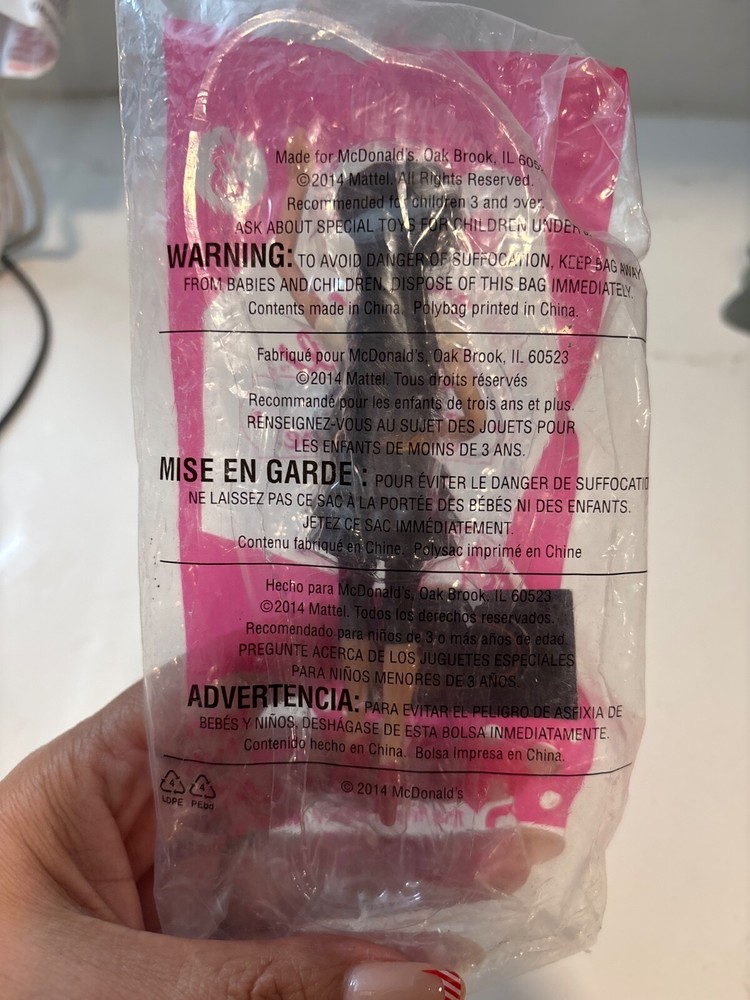 8
Made for McDonald's, Oak Brook, IL
©2014 Mattel. All Rights Reserved.
Recommended for children 3 and over.
ASK ABOUT SPECIAL TOYS FOR CHILDREN UNDER
WARNING: TO AVOID DANGER OF SUFFOCATION, KEEP BAG AWAY
FROM BABIES AND CHILDREN. DISPOSE OF THIS BAG IMMEDIATELY.
Contents made in China. Polybag printed in China.
Fabriqué pour McDonald's, Oak Brook, IL 60523
©2014 Mattel. Tous droits réservés
Recommandé pour les enfants de trois ans et plus.
RENSEIGNEZ-VOUS AU SUJET DES JOUETS POUR
LES ENFANTS DE MOINS DE 3 ANS.
MISE EN GARDE : POUR ÉVITER LE DANGER DE SUFFOCATIO
NE LAISSEZ PAS CE SAC À LA PORTÉE DES BÉBÉS NI DES ENFANTS.
JETEZ CE SAC IMMÉDIATEMENT.
Contenu fabriqué en Chine. Polysac imprimé en Chine
Hecho para McDonald's, Oak Brook, IL 60523
©2014 Mattel. Todos los derechos reservados.
Recomendado para niños de 3 o más años de edad.
PREGUNTE ACERCA DE LOS JUGUETES ESPECIALES
PARA NIÑOS MENORES DE 3 AÑOS.
ADVERTENCIA: PARA EVITAR EL PELIGRO DE ASFIXIA DE
BEBÉS Y NIÑOS, DESHÁGASE DE ESTA BOLSA INMEDIATAMENTE.
Contenido hecho en China. Bolsa impresa en China.
4 4
LDPE PEbd
© 2014 McDonald's